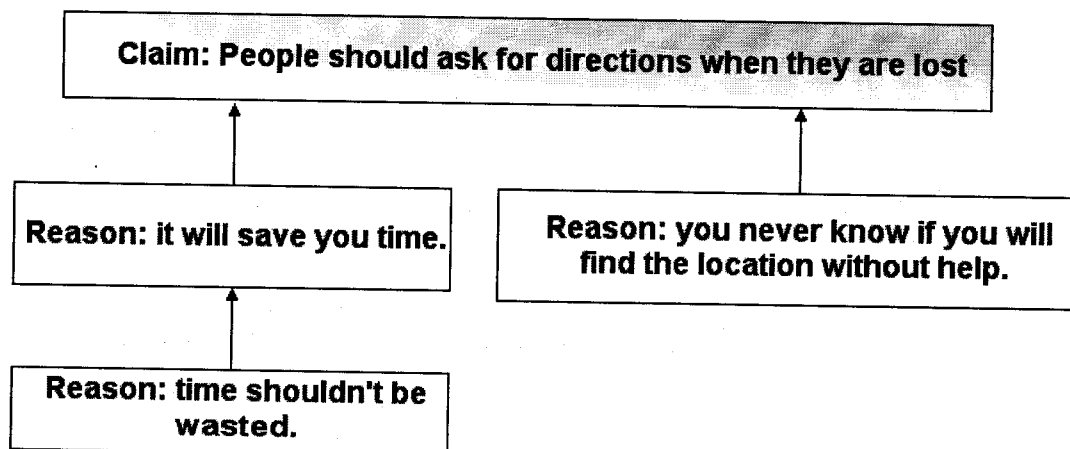 Claim: People should ask for directions when they are lost
Reason: it will save you time.
Reason: you never know if you will
find the location without help.
Reason: time shouldn't be
wasted.